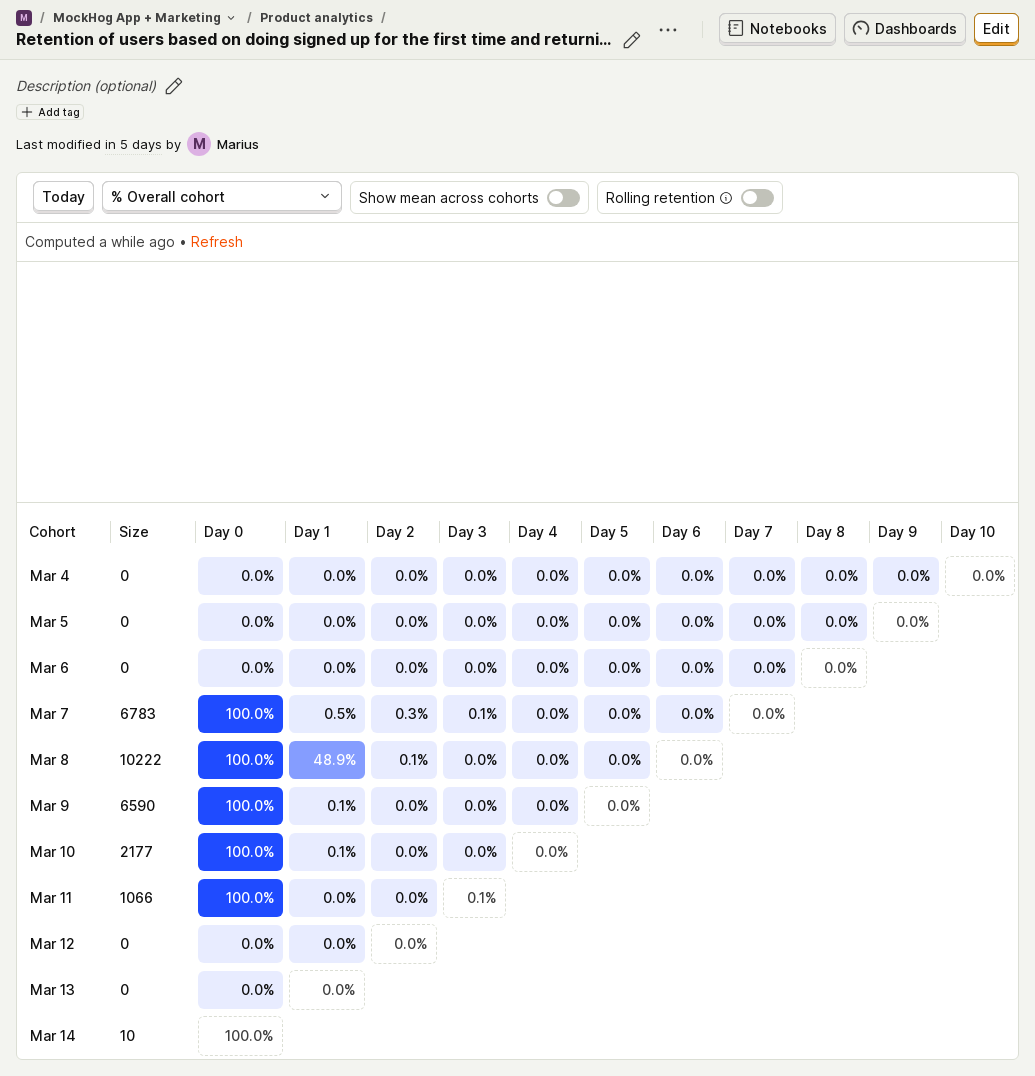 M / MockHog App + Marketing / Product analytics /
Retention of users based on doing signed up for the first time and returni...
Notebooks Dashboards Edit
Description (optional)
Add tag
Last modified in 5 days by M Marius
Today % Overall cohort Show mean across cohorts Rolling retention
Computed a while ago • Refresh
Cohort Size Day 0 Day 1 Day 2 Day 3 Day 4 Day 5 Day 6 Day 7 Day 8 Day 9 Day 10
Mar 4 0 0.0% 0.0% 0.0% 0.0% 0.0% 0.0% 0.0% 0.0% 0.0% 0.0% 0.0%
Mar 5 0 0.0% 0.0% 0.0% 0.0% 0.0% 0.0% 0.0% 0.0% 0.0% 0.0%
Mar 6 0 0.0% 0.0% 0.0% 0.0% 0.0% 0.0% 0.0% 0.0% 0.0%
Mar 7 6783 100.0% 0.5% 0.3% 0.1% 0.0% 0.0% 0.0% 0.0%
Mar 8 10222 100.0% 48.9% 0.1% 0.0% 0.0% 0.0% 0.0%
Mar 9 6590 100.0% 0.1% 0.0% 0.0% 0.0% 0.0%
Mar 10 2177 100.0% 0.1% 0.0% 0.0% 0.0%
Mar 11 1066 100.0% 0.0% 0.0% 0.1%
Mar 12 0 0.0% 0.0% 0.0%
Mar 13 0 0.0% 0.0%
Mar 14 10 100.0%